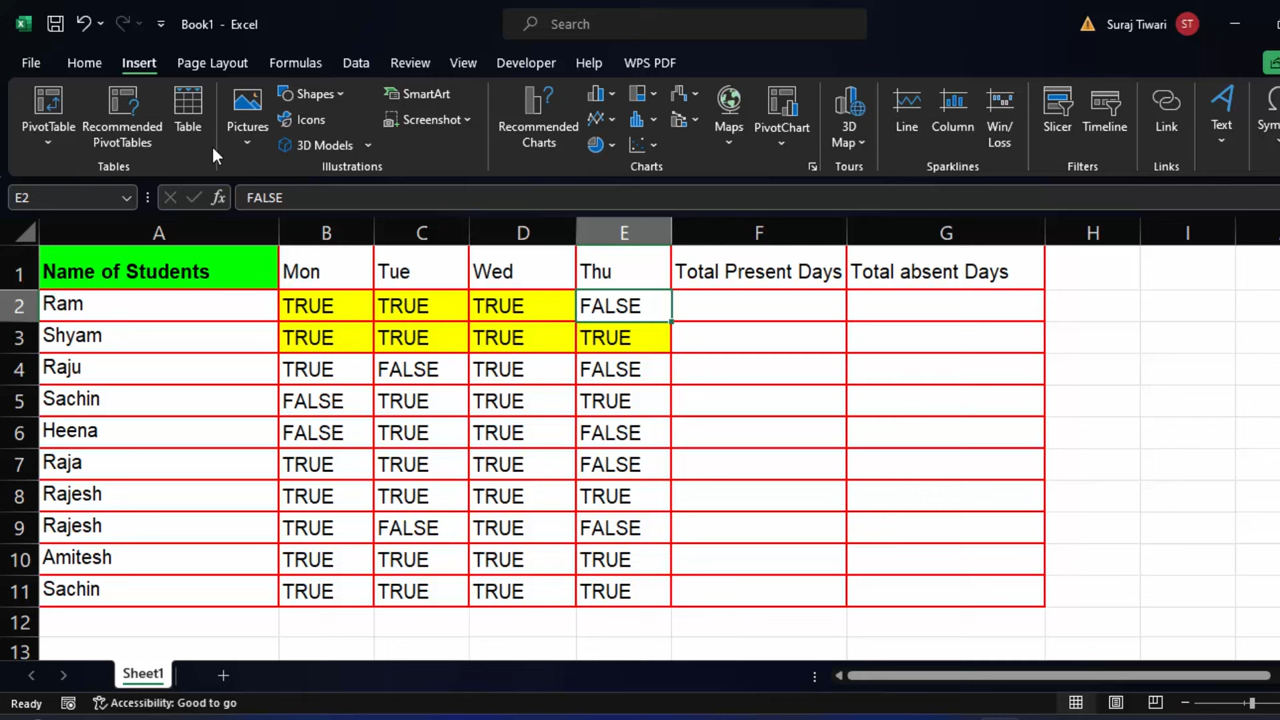 Book1 - Excel
Search
Suraj Tiwari
ST
File Home Insert Page Layout Formulas Data Review View Developer Help WPS PDF
PivotTable
Recommended
PivotTables
Table
Tables
Pictures
Shapes
Icons
3D Models
SmartArt
Screenshot
Illustrations
Recommended
Charts
Maps
PivotChart
Charts
3D
Map
Tours
Line
Column
Win/
Loss
Sparklines
Slicer
Timeline
Filters
Link
Links
Text
E2 fx FALSE
A B C D E F G H I
1 Name of Students Mon Tue Wed Thu Total Present Days Total absent Days
2 Ram TRUE TRUE TRUE FALSE
3 Shyam TRUE TRUE TRUE TRUE
4 Raju TRUE FALSE TRUE FALSE
5 Sachin FALSE TRUE TRUE TRUE
6 Heena FALSE TRUE TRUE FALSE
7 Raja TRUE TRUE TRUE FALSE
8 Rajesh TRUE TRUE TRUE TRUE
9 Rajesh TRUE FALSE TRUE FALSE
10 Amitesh TRUE TRUE TRUE TRUE
11 Sachin TRUE TRUE TRUE TRUE
12
13
Sheet1
Ready Accessibility: Good to go